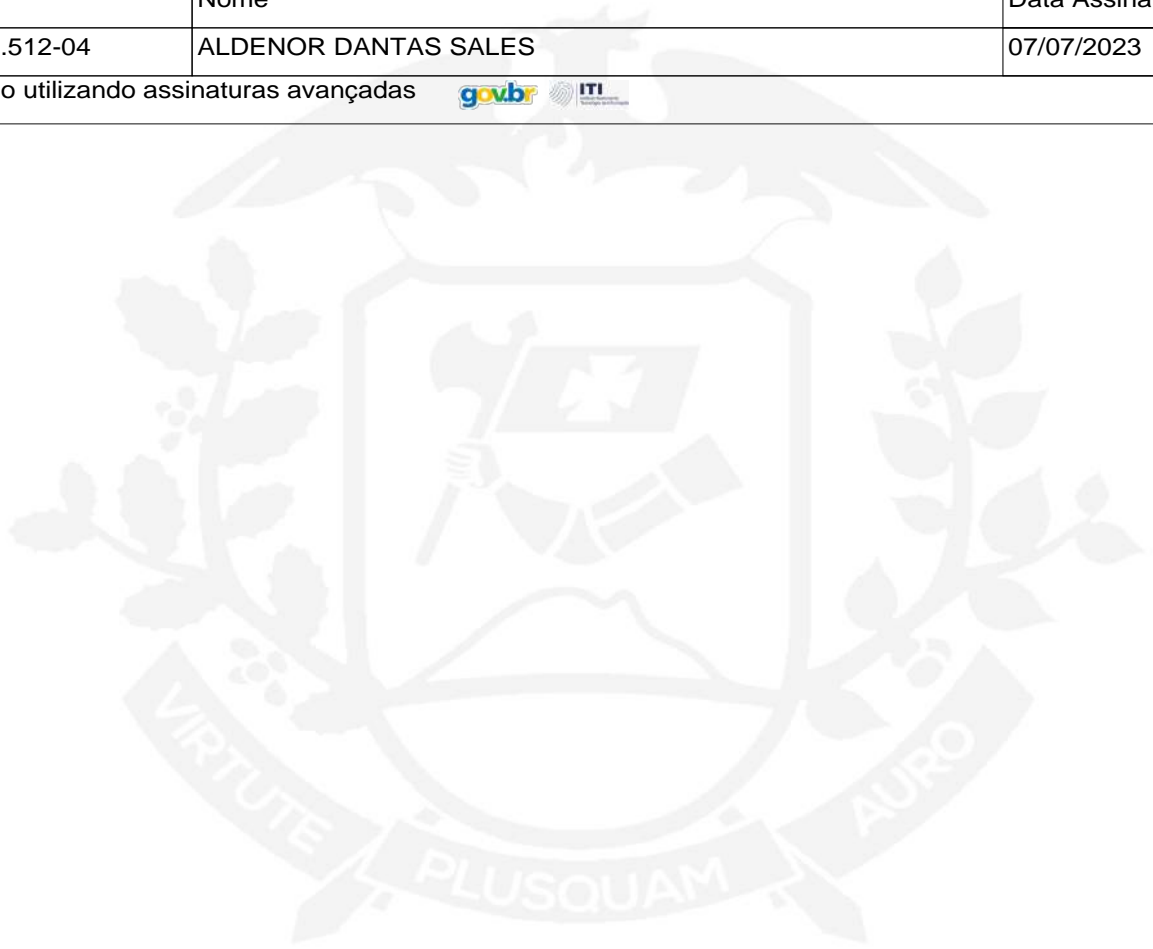 Nome Data Assina
.512-04 ALDENOR DANTAS SALES 07/07/2023
o utilizando assinaturas avançadas gov.br ITI
VIRTUTE PLUSQUAM AURO